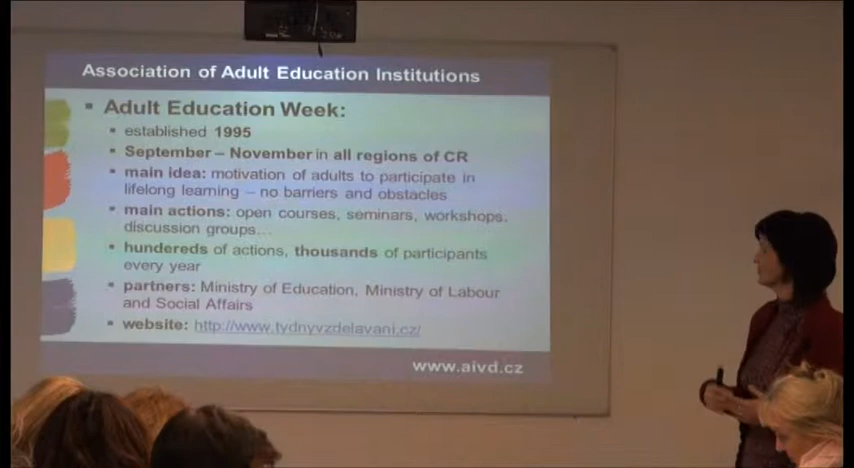 Association of Adult Education Institutions
Adult Education Week:
established 1995
September – November in all regions of CR
main idea: motivation of adults to participate in
lifelong learning – no barriers and obstacles
main actions: open courses, seminars, workshops,
discussion groups…
hundereds of actions, thousands of participants
every year
partners: Ministry of Education, Ministry of Labour
and Social Affairs
website: http://www.tydnyvzdelavani.cz/
www.aivd.cz